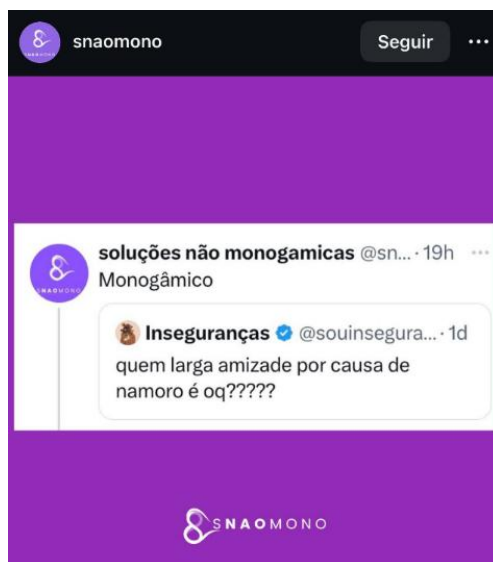 snaomono
Seguir
SNAOMONO
soluções não monogamicas @sn... · 19h
Monogâmico
Inseguranças @souinsegura... · 1d
quem larga amizade por causa de
namoro é oq?????
SNAOMONO